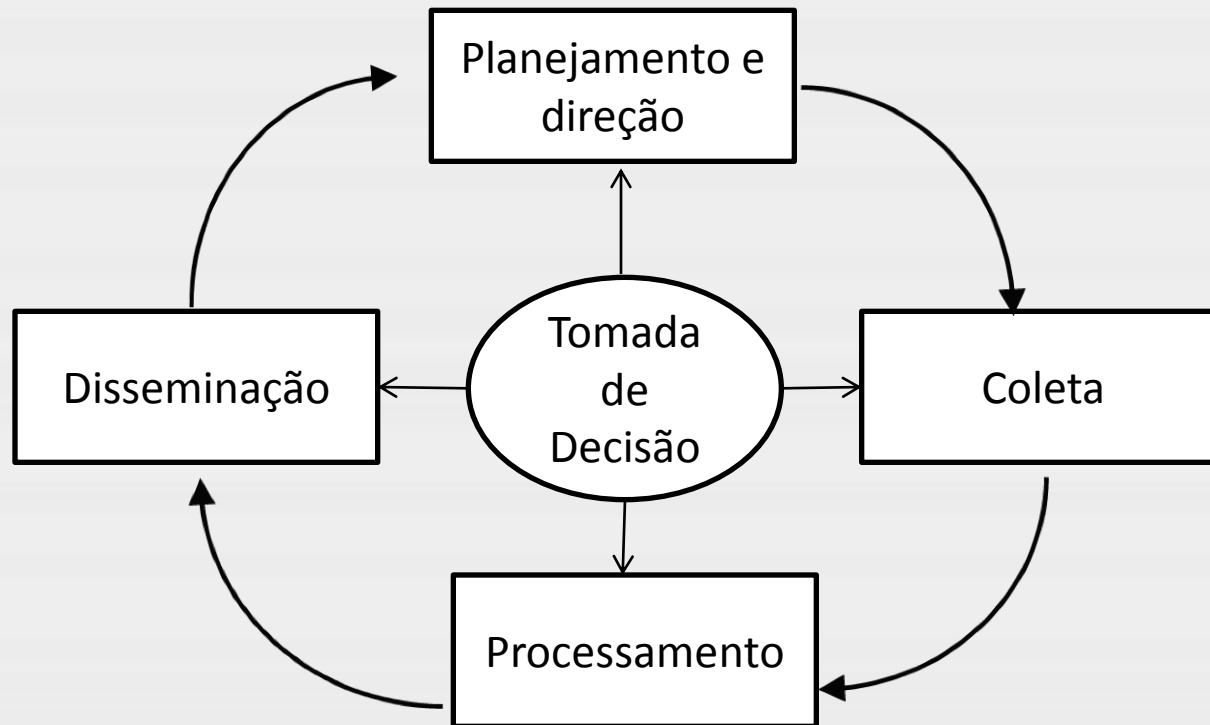 Planejamento e
direção
Disseminação
Tomada
de
Decisão
Coleta
Processamento